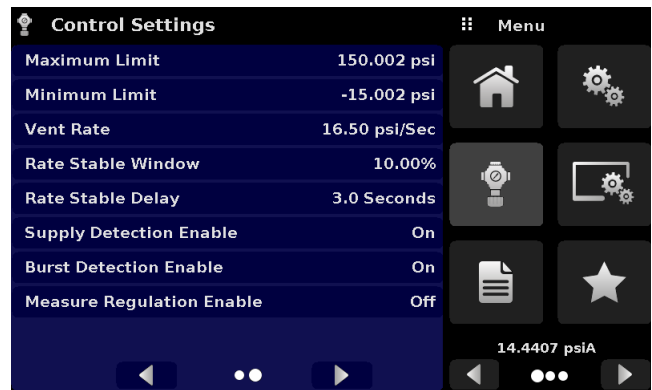 Control Settings
Menu
Maximum Limit 150.002 psi
Minimum Limit -15.002 psi
Vent Rate 16.50 psi/Sec
Rate Stable Window 10.00%
Rate Stable Delay 3.0 Seconds
Supply Detection Enable On
Burst Detection Enable On
Measure Regulation Enable Off
14.4407 psiA